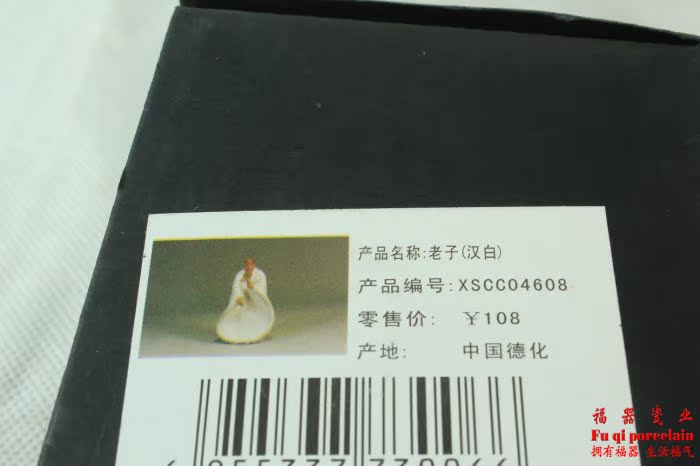 产品名称:老子(汉白)
产品编号:XSCC04608
零售价: ￥108
产地: 中国德化
福器瓷业
Fu qi porcelain
拥有福器 生活福气